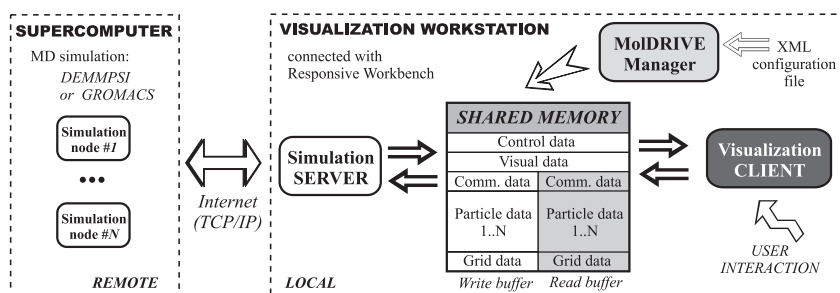 SUPERCOMPUTER
MD simulation:
DEMMPSI
or GROMACS
Simulation
node #1
•••
Simulation
node #N
REMOTE
Internet
(TCP/IP)
VISUALIZATION WORKSTATION
connected with
Responsive Workbench
MolDRIVE
Manager
XML
configuration
file
Simulation
SERVER
SHARED MEMORY
Control data
Visual data
Comm. data Comm. data
Particle data Particle data
1..N 1..N
Grid data Grid data
Write buffer Read buffer
Visualization
CLIENT
USER
INTERACTION
LOCAL